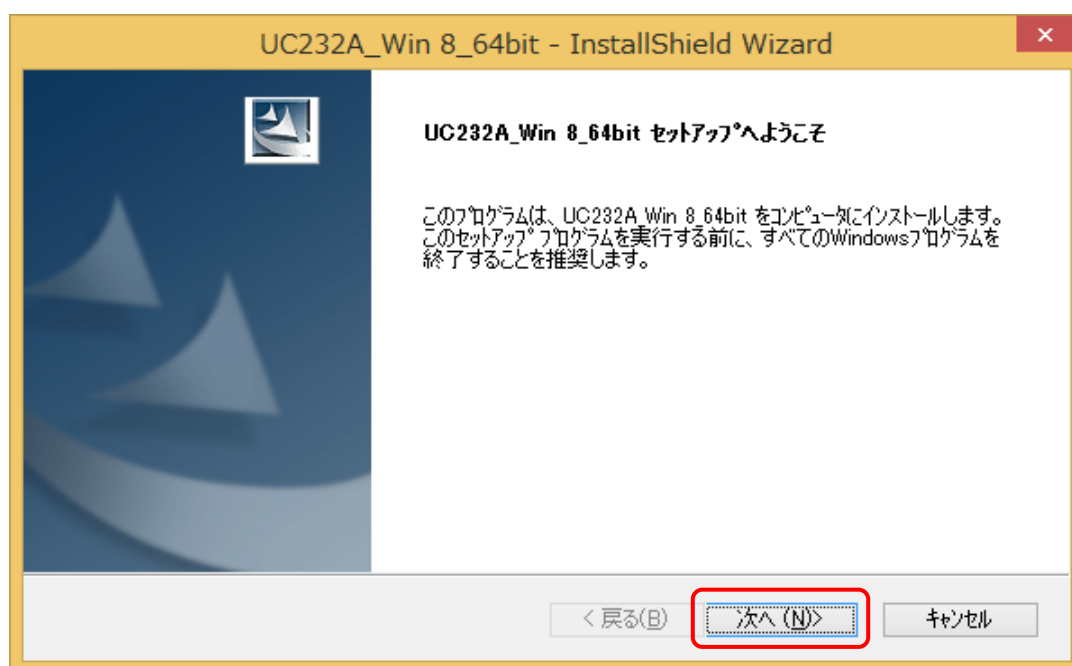 UC232A_Win 8_64bit - InstallShield Wizard
UC232A_Win 8_64bit セットアップへようこそ
このプログラムは、UC232A_Win 8_64bit をコンピュータにインストールします。
このセットアップ プログラムを実行する前に、すべてのWindowsプログラムを
終了することを推奨します。
< 戻る(B)
次へ (N)>
キャンセル